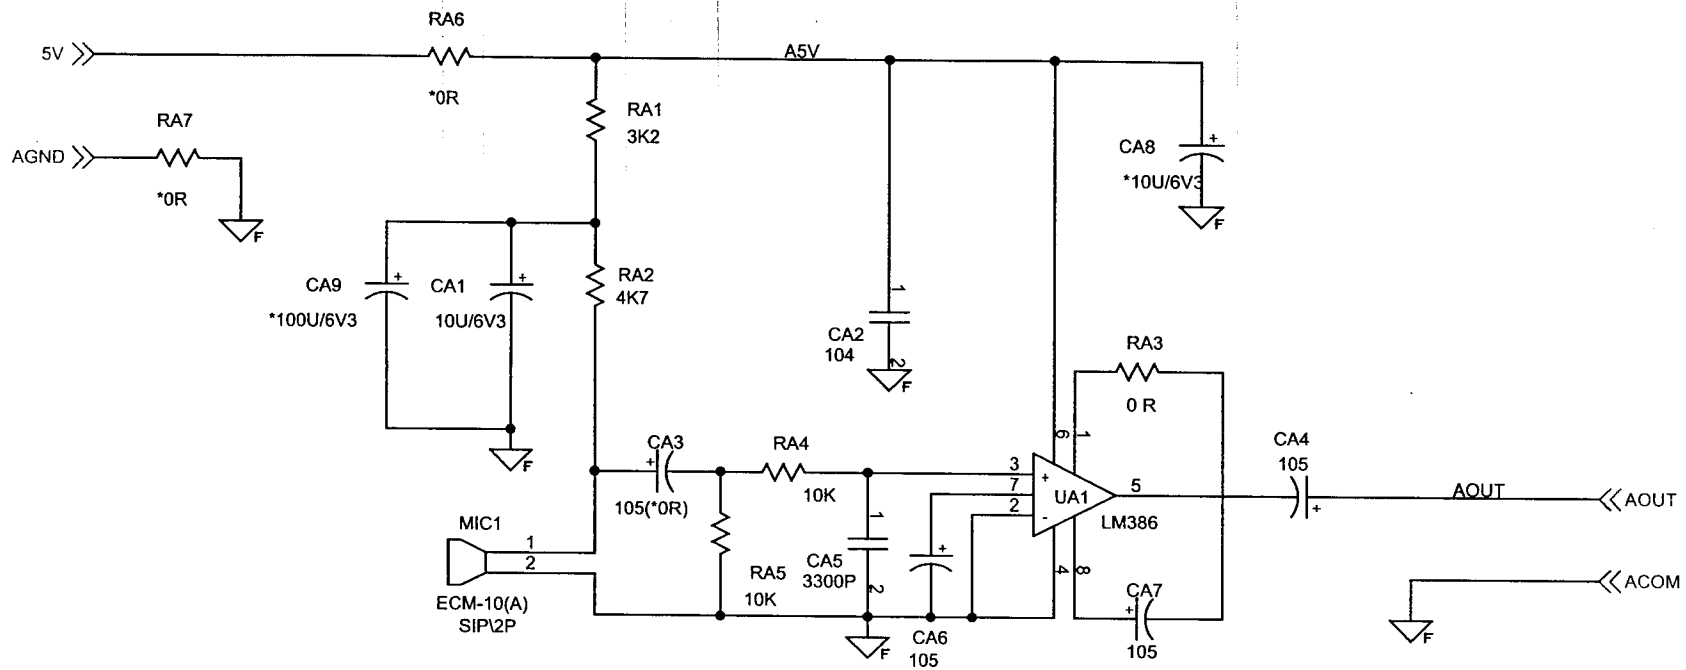 RA6
5V
A5V
*0R
RA7
AGND
*0R
F
RA1
3K2
CA8
+
*10U/6V3
F
CA9
+
*100U/6V3
CA1
+
10U/6V3
RA2
4K7
F
1
CA2
104
2
F
RA3
0 R
6
1
CA3
+
105(*0R)
RA4
10K
3
7
2
+
-
UA1
LM386
5
CA4
105
+
AOUT
AOUT
MIC1
1
2
ECM-10(A)
SIP\2P
RA5
10K
1
CA5
3300P
2
F
+
CA6
105
4
8
CA7
+
105
ACOM
F